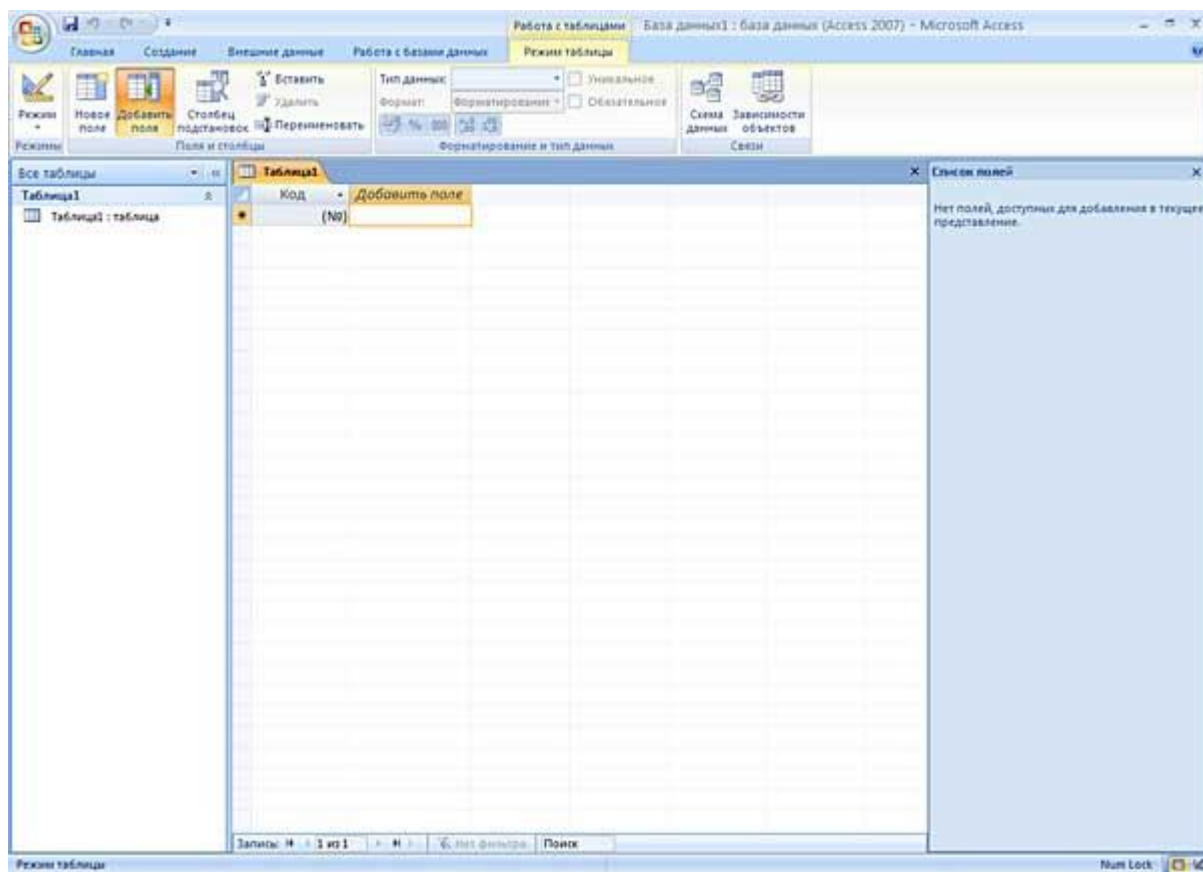 Работа с таблицами База данных1 : база данных (Access 2007) - Microsoft Access
Главная Создание Внешние данные Работа с базами данных Режим таблицы
Режим
Новое поле
Добавить поля
Столбец подстановок
Вставить
Удалить
Переименовать
Тип данных:
Формат: Форматирование
Уникальное
Обязательное
Схема данных
Зависимости объектов
Режимы Поля и столбцы Форматирование и тип данных Связи
Все таблицы
Таблица1
Таблица1 : таблица
Таблица1
Код Добавить поле
(№)
Список полей
Нет полей, доступных для добавления в текущее
представление.
Запись: 1 из 1 Нет фильтра Поиск
Режим таблицы Num Lock